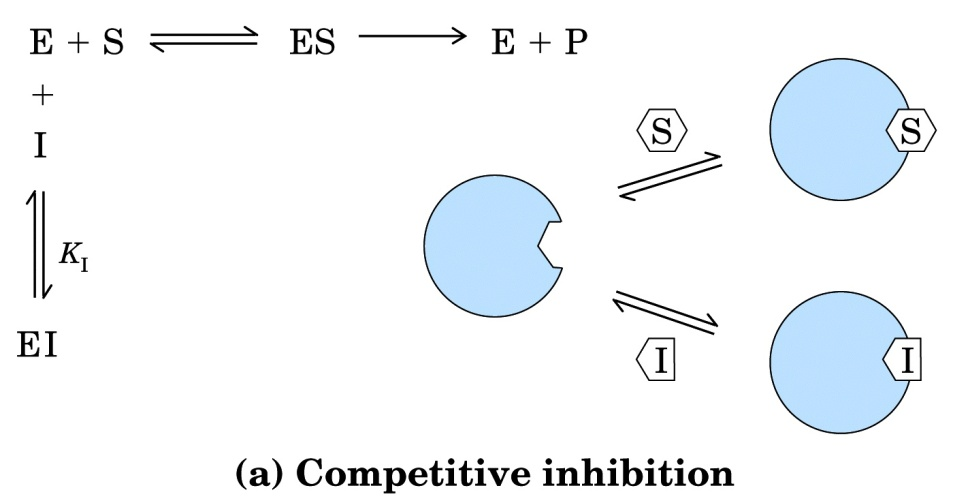 E + S ⇌ ES ⟶ E + P
+
I
K_I
EI
S
S
I
I
(a) Competitive inhibition